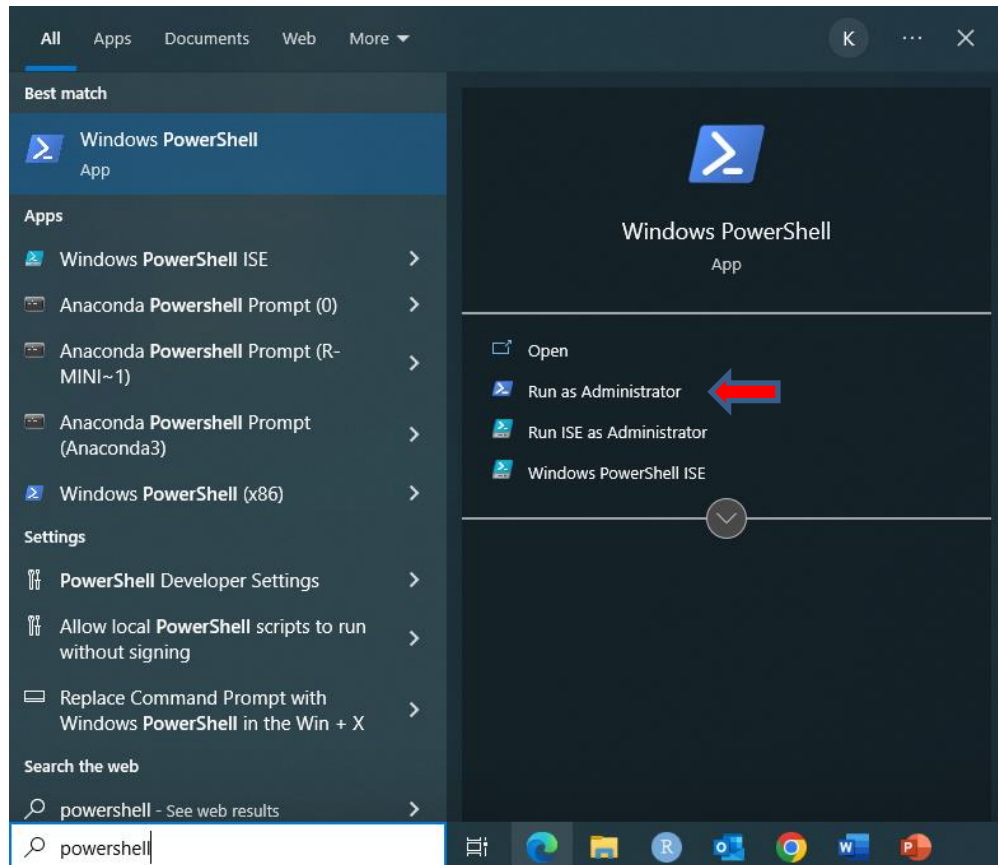 All Apps Documents Web More K ...
Best match
Windows PowerShell
App
Apps
Windows PowerShell ISE
Anaconda Powershell Prompt (0)
Anaconda Powershell Prompt (R-
MINI~1)
Anaconda Powershell Prompt
(Anaconda3)
Windows PowerShell (x86)
Settings
PowerShell Developer Settings
Allow local PowerShell scripts to run
without signing
Replace Command Prompt with
Windows PowerShell in the Win + X
Search the web
powershell - See web results
powershell
Windows PowerShell
App
Open
Run as Administrator
Run ISE as Administrator
Windows PowerShell ISE
R W P